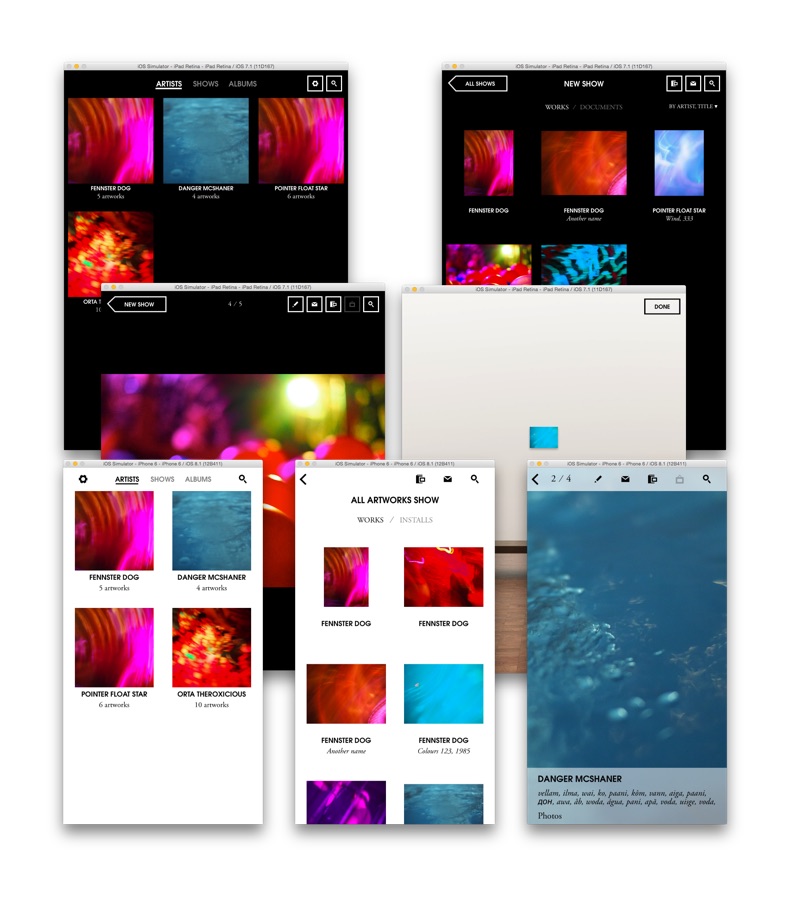 iOS Simulator - iPad Retina - iPad Retina / iOS 7.1 (11D167)
ARTISTS SHOWS ALBUMS
FENNSTER DOG
5 artworks
DANGER MCSHANER
4 artworks
POINTER FLOAT STAR
6 artworks
ORTA
iOS Simulator - iPad Retina - iPad Retina / iOS 7.1 (11D167)
ALL SHOWS
NEW SHOW
WORKS / DOCUMENTS
BY ARTIST, TITLE ▾
FENNSTER DOG
FENNSTER DOG
Another name
POINTER FLOAT STAR
Wind, 333
iOS Simulator - iPad Retina - iPad Retina / iOS 7.1 (11D167)
NEW SHOW
4 / 5
iOS Simulator - iPad Retina - iPad Retina / iOS 7.1 (11D167)
DONE
iOS Simulator - iPhone 6 - iPhone 6 / iOS 8.1 (12B411)
ARTISTS SHOWS ALBUMS
FENNSTER DOG
5 artworks
DANGER MCSHANER
4 artworks
POINTER FLOAT STAR
6 artworks
ORTA THEROXICIOUS
10 artworks
iOS Simulator - iPhone 6 - iPhone 6 / iOS 8.1 (12B411)
ALL ARTWORKS SHOW
WORKS / INSTALLS
FENNSTER DOG
FENNSTER DOG
FENNSTER DOG
Another name
FENNSTER DOG
Colours 123, 1985
iOS Simulator - iPhone 6 - iPhone 6 / iOS 8.1 (12B411)
2 / 4
DANGER MCSHANER
vellam, ilma, wai, ko, paani, hòm, vann, aiga, paani,
ДОН, awa, āb, woda, água, pani, apă, voda, uisge, voda,
Photos